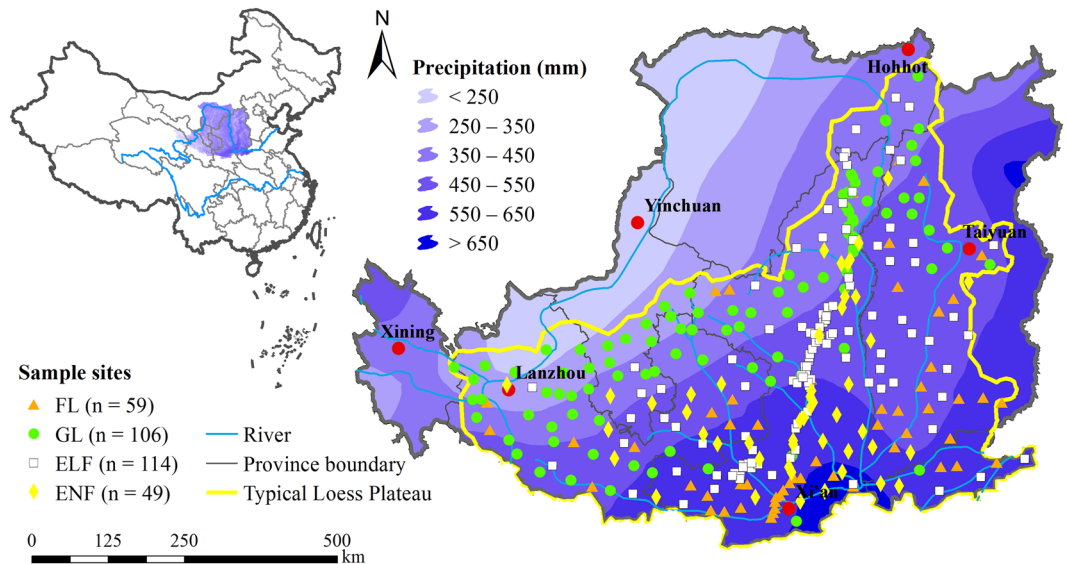 N
Precipitation (mm)
< 250
250 – 350
350 – 450
450 – 550
550 – 650
> 650
Hohhot
Yinchuan
Taiyuan
Xining
Lanzhou
Xi'an
Sample sites
FL (n = 59)
GL (n = 106)
ELF (n = 114)
ENF (n = 49)
River
Province boundary
Typical Loess Plateau
0 125 250 500
km